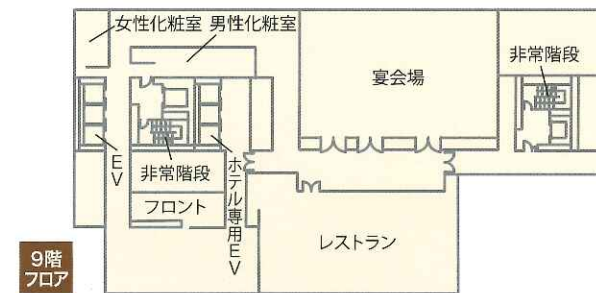 女性化粧室 男性化粧室
非常階段
宴会場
EV
非常階段
ホテル専用EV
フロント
レストラン
9階
フロア